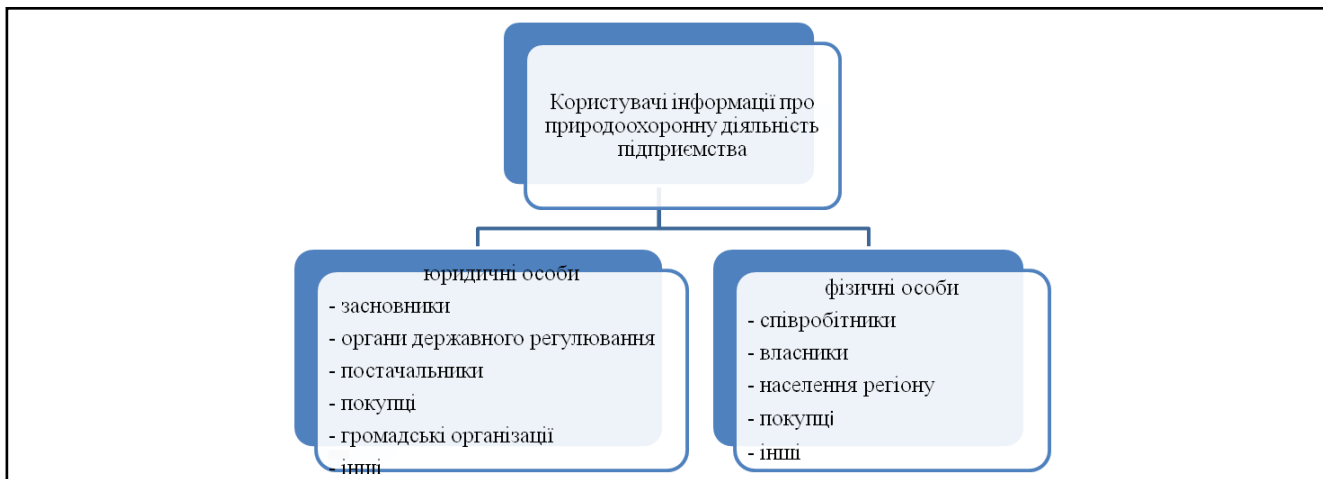 Користувачі інформації про
природоохоронну діяльність
підприємства
юридичні особи
- засновники
- органи державного регулювання
- постачальники
- покупці
- громадські організації
- інші
фізичні особи
- співробітники
- власники
- населення регіону
- покупці
- інші